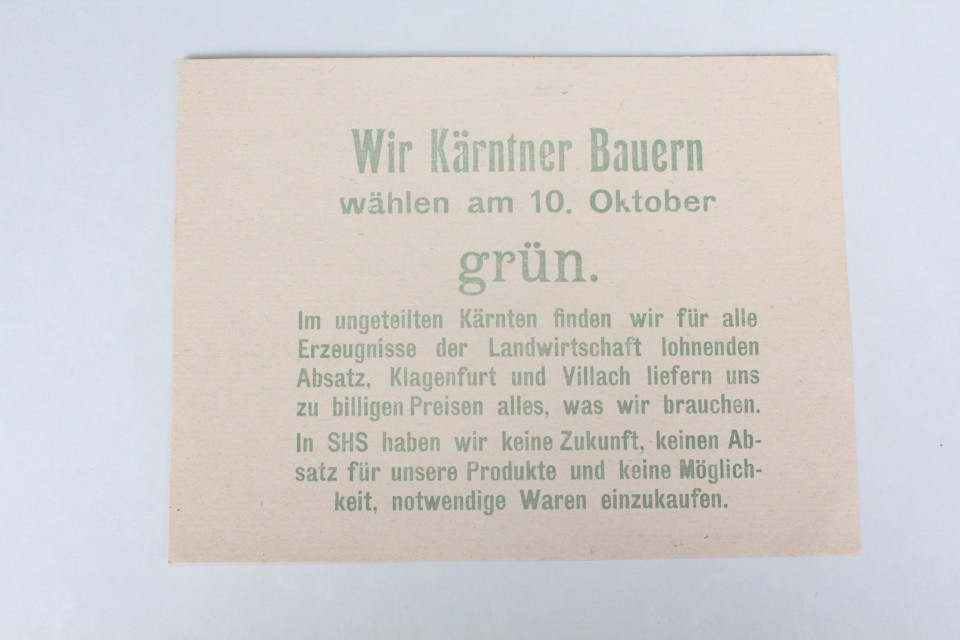 Wir Kärntner Bauern
wählen am 10. Oktober
grün.
Im ungeteilten Kärnten finden wir für alle
Erzeugnisse der Landwirtschaft lohnenden
Absatz, Klagenfurt und Villach liefern uns
zu billigen Preisen alles, was wir brauchen.
In SHS haben wir keine Zukunft, keinen Ab-
satz für unsere Produkte und keine Möglich-
keit, notwendige Waren einzukaufen.